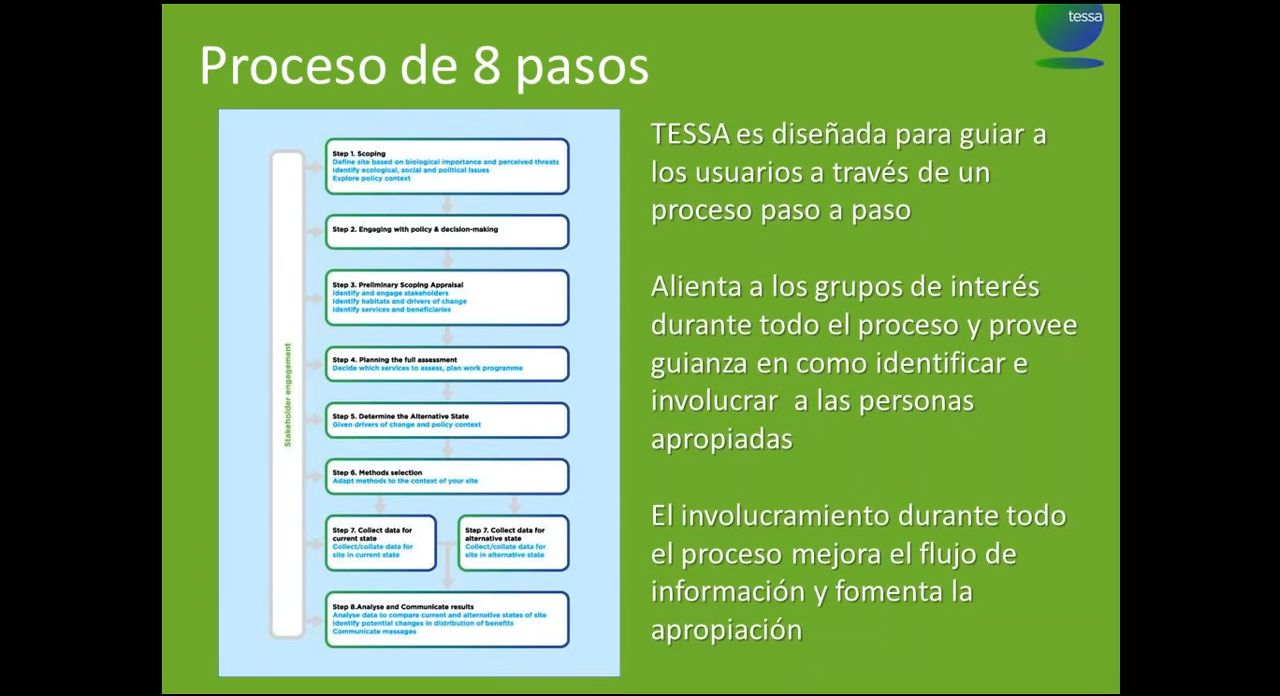 tessa
Proceso de 8 pasos
Stakeholder engagement
Step 1. Scoping
Define site based on biological importance and perceived threats
Identify ecological, social and political issues
Explore policy context
Step 2. Engaging with policy & decision-making
Step 3. Preliminary Scoping Appraisal
Identify and engage stakeholders
Identify habitats and drivers of change
Identify services and beneficiaries
Step 4. Planning the full assessment
Decide which services to assess, plan work programme
Step 5. Determine the Alternative State
Given drivers of change and policy context
Step 6. Methods selection
Adapt methods to the context of your site
Step 7. Collect data for
current state
Collect/collate data for
site in current state
Step 7. Collect data for
alternative state
Collect/collate data for
site in alternative state
Step 8.Analyse and Communicate results
Analyse data to compare current and alternative states of site
Identify potential changes in distribution of benefits
Communicate messages
TESSA es diseñada para guiar a
los usuarios a través de un
proceso paso a paso
Alienta a los grupos de interés
durante todo el proceso y provee
guianza en como identificar e
involucrar a las personas
apropiadas
El involucramiento durante todo
el proceso mejora el flujo de
información y fomenta la
apropiación